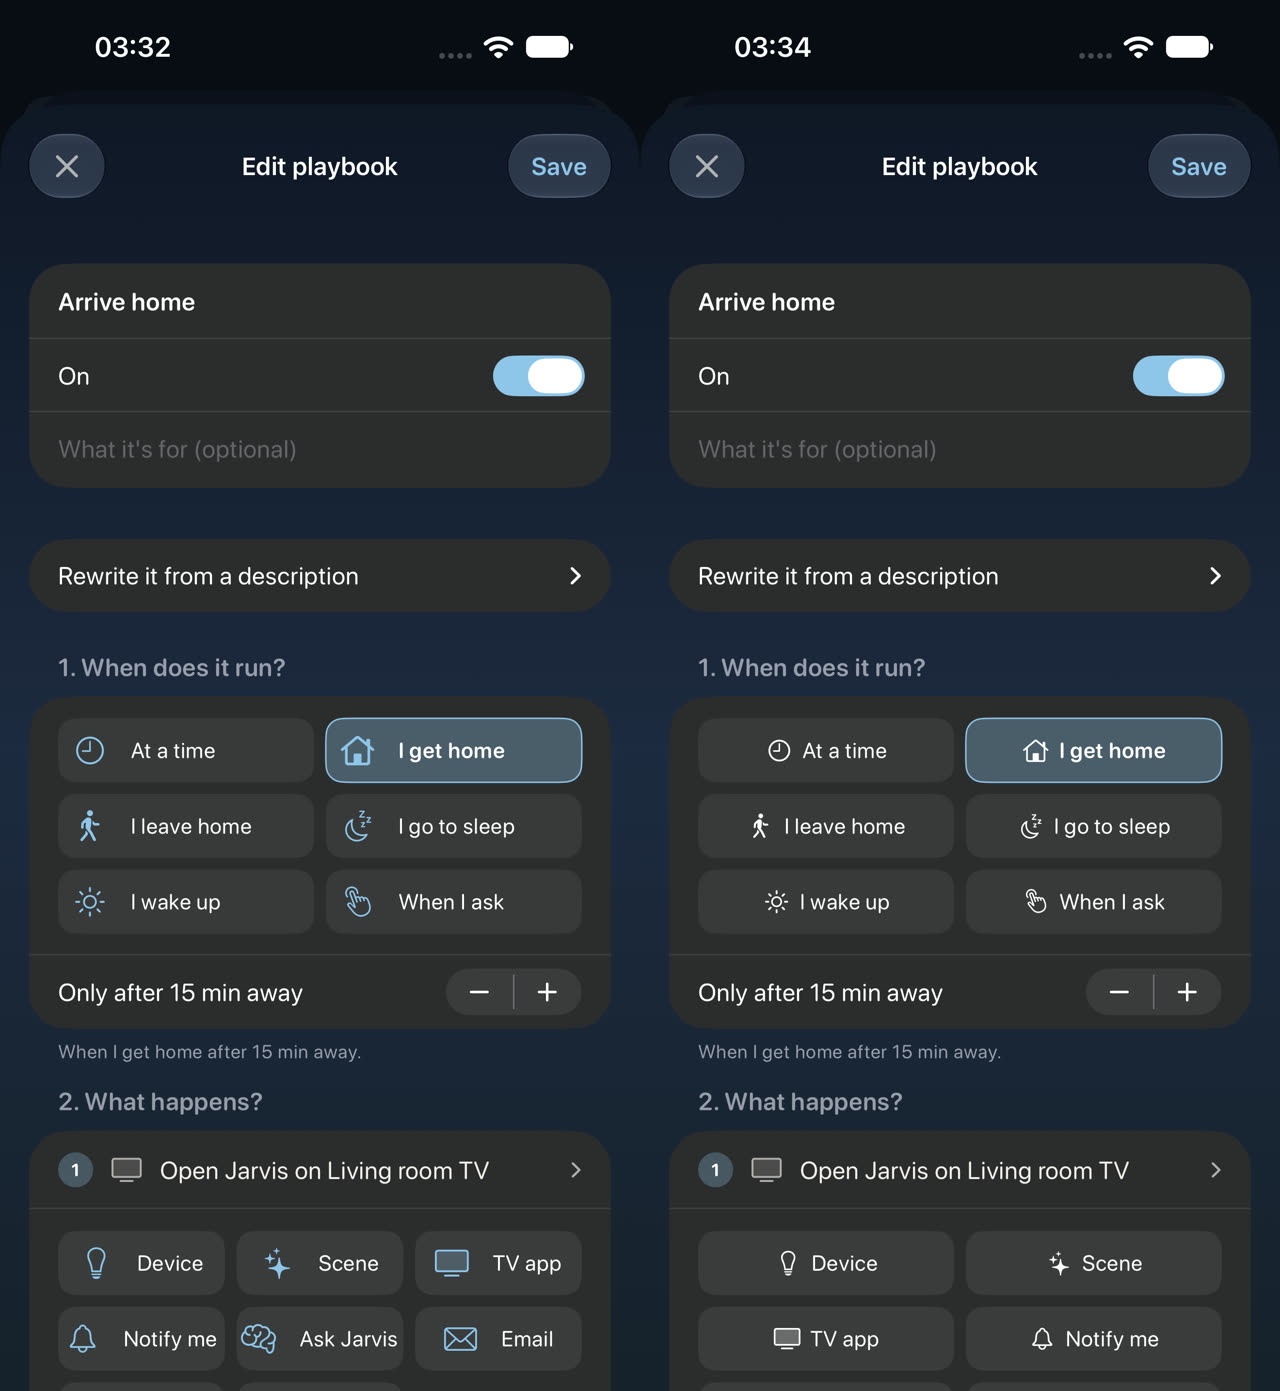 03:32
Edit playbook
Save
Arrive home
On
What it's for (optional)
Rewrite it from a description
1. When does it run?
At a time
I get home
I leave home
I go to sleep
I wake up
When I ask
Only after 15 min away
When I get home after 15 min away.
2. What happens?
1
Open Jarvis on Living room TV
Device
Scene
TV app
Notify me
Ask Jarvis
Email
03:34
Edit playbook
Save
Arrive home
On
What it's for (optional)
Rewrite it from a description
1. When does it run?
At a time
I get home
I leave home
I go to sleep
I wake up
When I ask
Only after 15 min away
When I get home after 15 min away.
2. What happens?
1
Open Jarvis on Living room TV
Device
Scene
TV app
Notify me